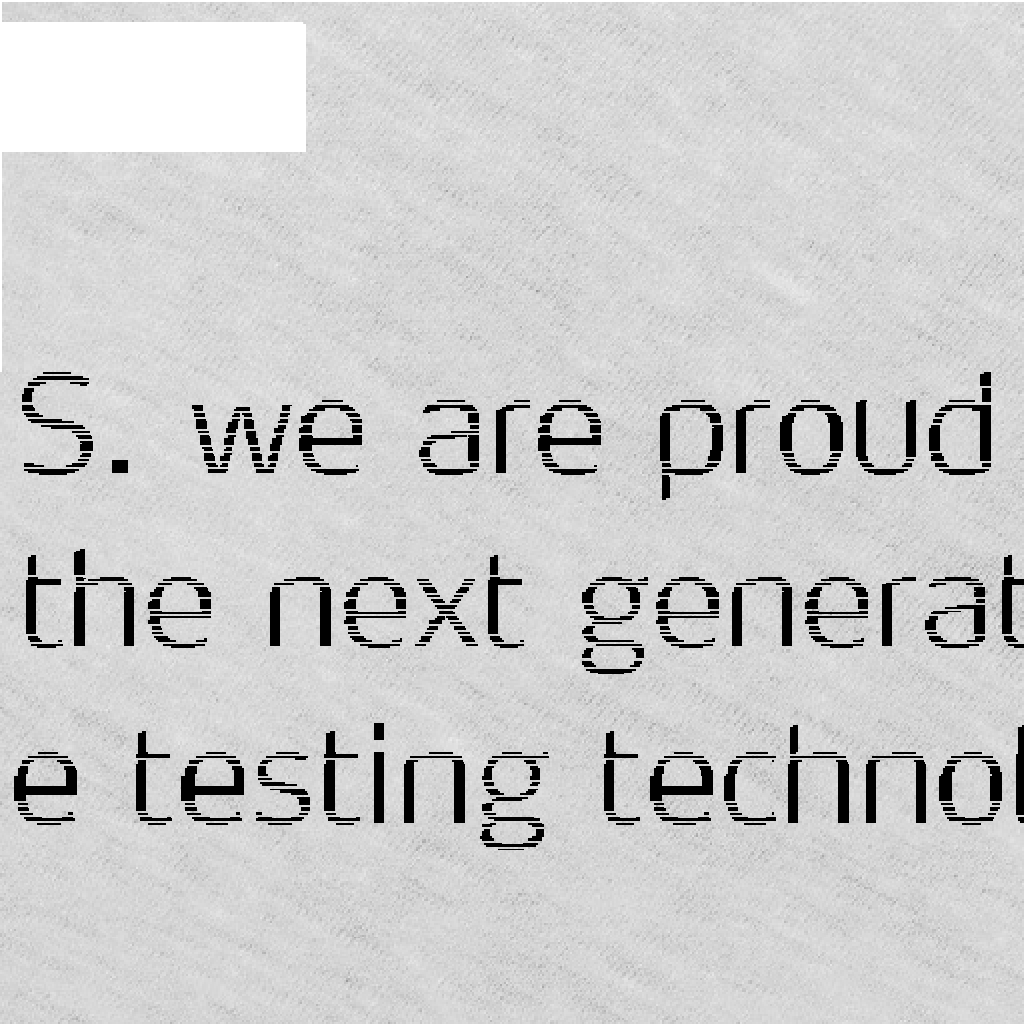 S. we are proud
the next generat
e testing technol